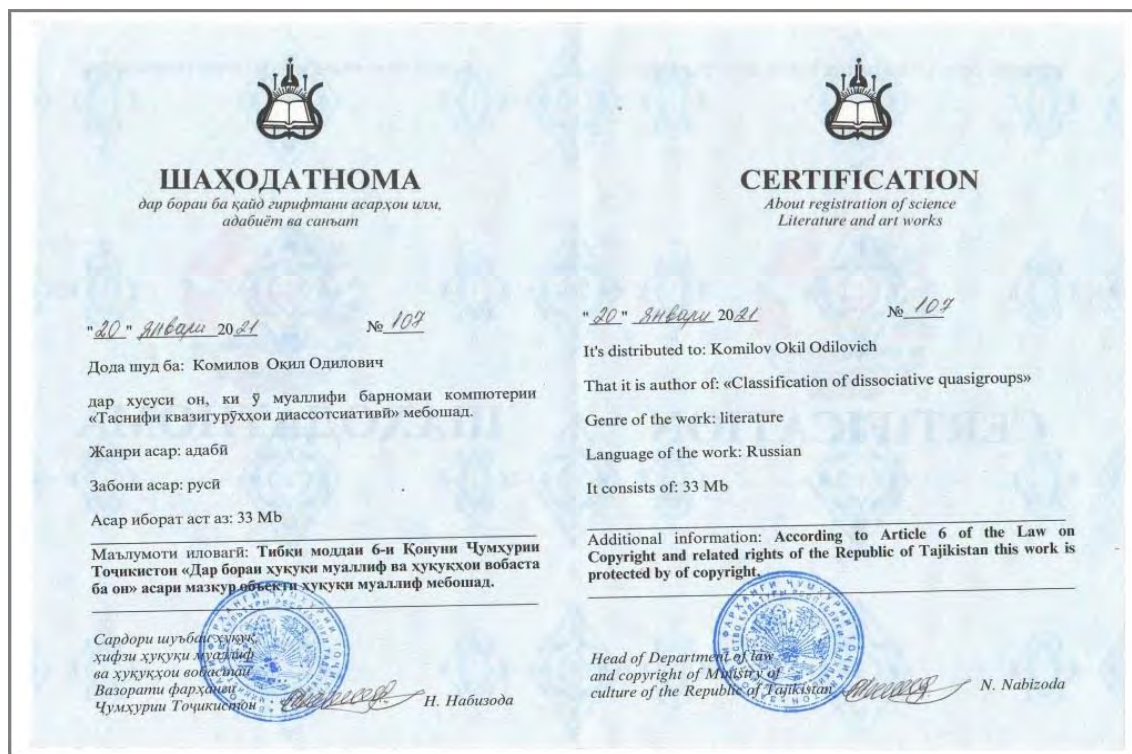 ШАҲОДАТНОМА
дар бораи ба қайд гирифтани асарҳои илм,
адабиёт ва санъат
"20" январи 2021 № 107
Дода шуд ба: Комилов Оқил Одилович
дар хусуси он, ки ӯ муаллифи барномаи компютерии
«Таснифи квазигурӯҳҳои диассотсиативӣ» мебошад.
Жанри асар: адабӣ
Забони асар: русӣ
Асар иборат аст аз: 33 Mb
Маълумоти иловагӣ: Тибқи моддаи 6-и Қонуни Ҷумҳурии
Тоҷикистон «Дар бораи ҳуқуқи муаллиф ва ҳуқуқҳои вобаста
ба он» асари мазкур объекти ҳуқуқи муаллиф мебошад.
Сардори шуъбаи ҳуқуқ,
ҳифзи ҳуқуқи муаллиф
ва ҳуқуқҳои вобастаи
Вазорати фарҳанги
Ҷумҳурии Тоҷикистон Н. Набизода
CERTIFICATION
About registration of science
Literature and art works
"20" январи 2021 № 107
It's distributed to: Komilov Okil Odilovich
That it is author of: «Classification of dissociative quasigroups»
Genre of the work: literature
Language of the work: Russian
It consists of: 33 Mb
Additional information: According to Article 6 of the Law on
Copyright and related rights of the Republic of Tajikistan this work is
protected by of copyright.
Head of Department of law
and copyright of Ministry of
culture of the Republic of Tajikistan N. Nabizoda